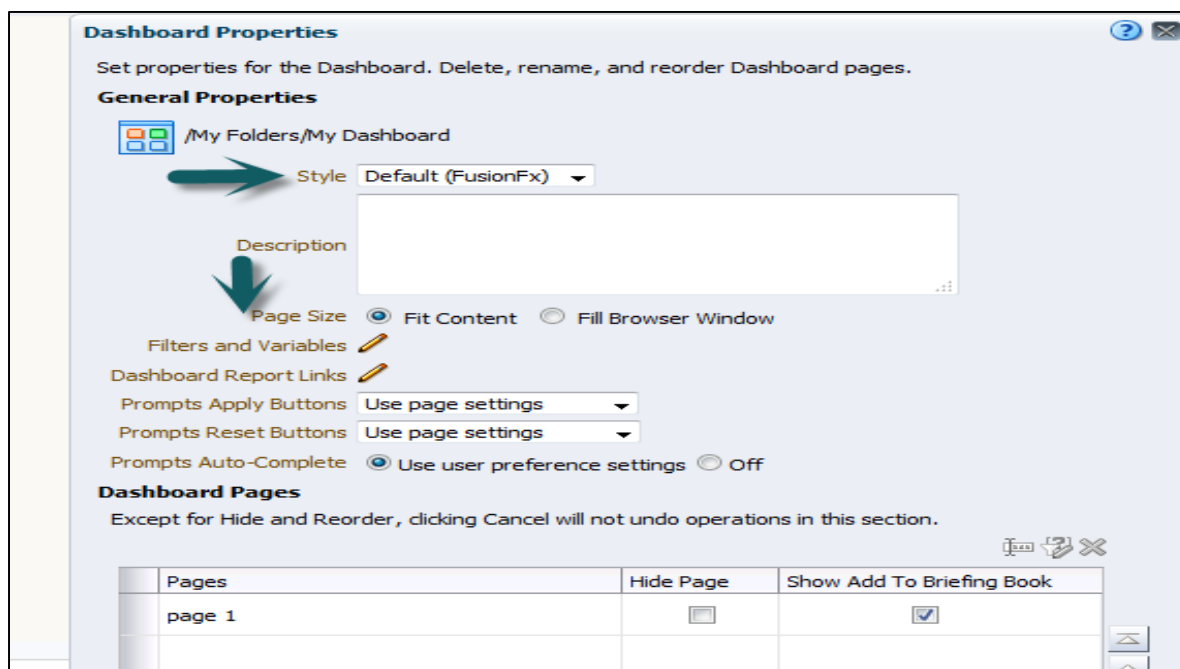 Dashboard Properties
Set properties for the Dashboard. Delete, rename, and reorder Dashboard pages.
General Properties
/My Folders/My Dashboard
Style Default (FusionFx)
Description
Page Size Fit Content Fill Browser Window
Filters and Variables
Dashboard Report Links
Prompts Apply Buttons Use page settings
Prompts Reset Buttons Use page settings
Prompts Auto-Complete Use user preference settings Off
Dashboard Pages
Except for Hide and Reorder, clicking Cancel will not undo operations in this section.
Pages Hide Page Show Add To Briefing Book
page 1